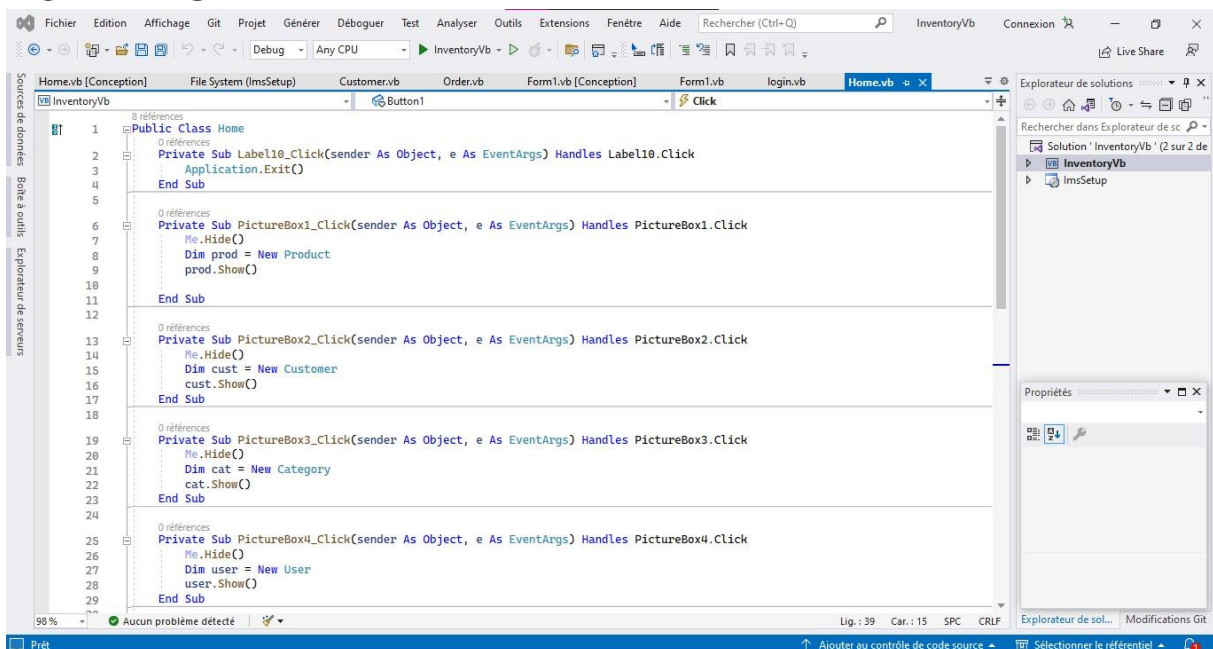 Fichier Edition Affichage Git Projet Générer Déboguer Test Analyser Outils Extensions Fenêtre Aide Rechercher (Ctrl+Q) InventoryVb Connexion
Debug Any CPU InventoryVb Live Share
Home.vb [Conception] File System (ImsSetup) Customer.vb Order.vb Form1.vb [Conception] Form1.vb login.vb Home.vb
InventoryVb Button1 Click
Sources de données
Boîte à outils
Explorateur de serveurs
8 références
1 Public Class Home
0 références
2 Private Sub Label10_Click(sender As Object, e As EventArgs) Handles Label10.Click
3 Application.Exit()
4 End Sub
5
0 références
6 Private Sub PictureBox1_Click(sender As Object, e As EventArgs) Handles PictureBox1.Click
7 Me.Hide()
8 Dim prod = New Product
9 prod.Show()
10
11 End Sub
12
0 références
13 Private Sub PictureBox2_Click(sender As Object, e As EventArgs) Handles PictureBox2.Click
14 Me.Hide()
15 Dim cust = New Customer
16 cust.Show()
17 End Sub
18
0 références
19 Private Sub PictureBox3_Click(sender As Object, e As EventArgs) Handles PictureBox3.Click
20 Me.Hide()
21 Dim cat = New Category
22 cat.Show()
23 End Sub
24
0 références
25 Private Sub PictureBox4_Click(sender As Object, e As EventArgs) Handles PictureBox4.Click
26 Me.Hide()
27 Dim user = New User
28 user.Show()
29 End Sub
98 % Aucun problème détecté Lig. : 39 Car. : 15 SPC CRLF
Explorateur de solutions
Rechercher dans Explorateur de sc
Solution ' InventoryVb ' (2 sur 2 de
VB InventoryVb
ImsSetup
Propriétés
Explorateur de sol... Modifications Git
Prêt Ajouter au contrôle de code source Sélectionner le référentiel